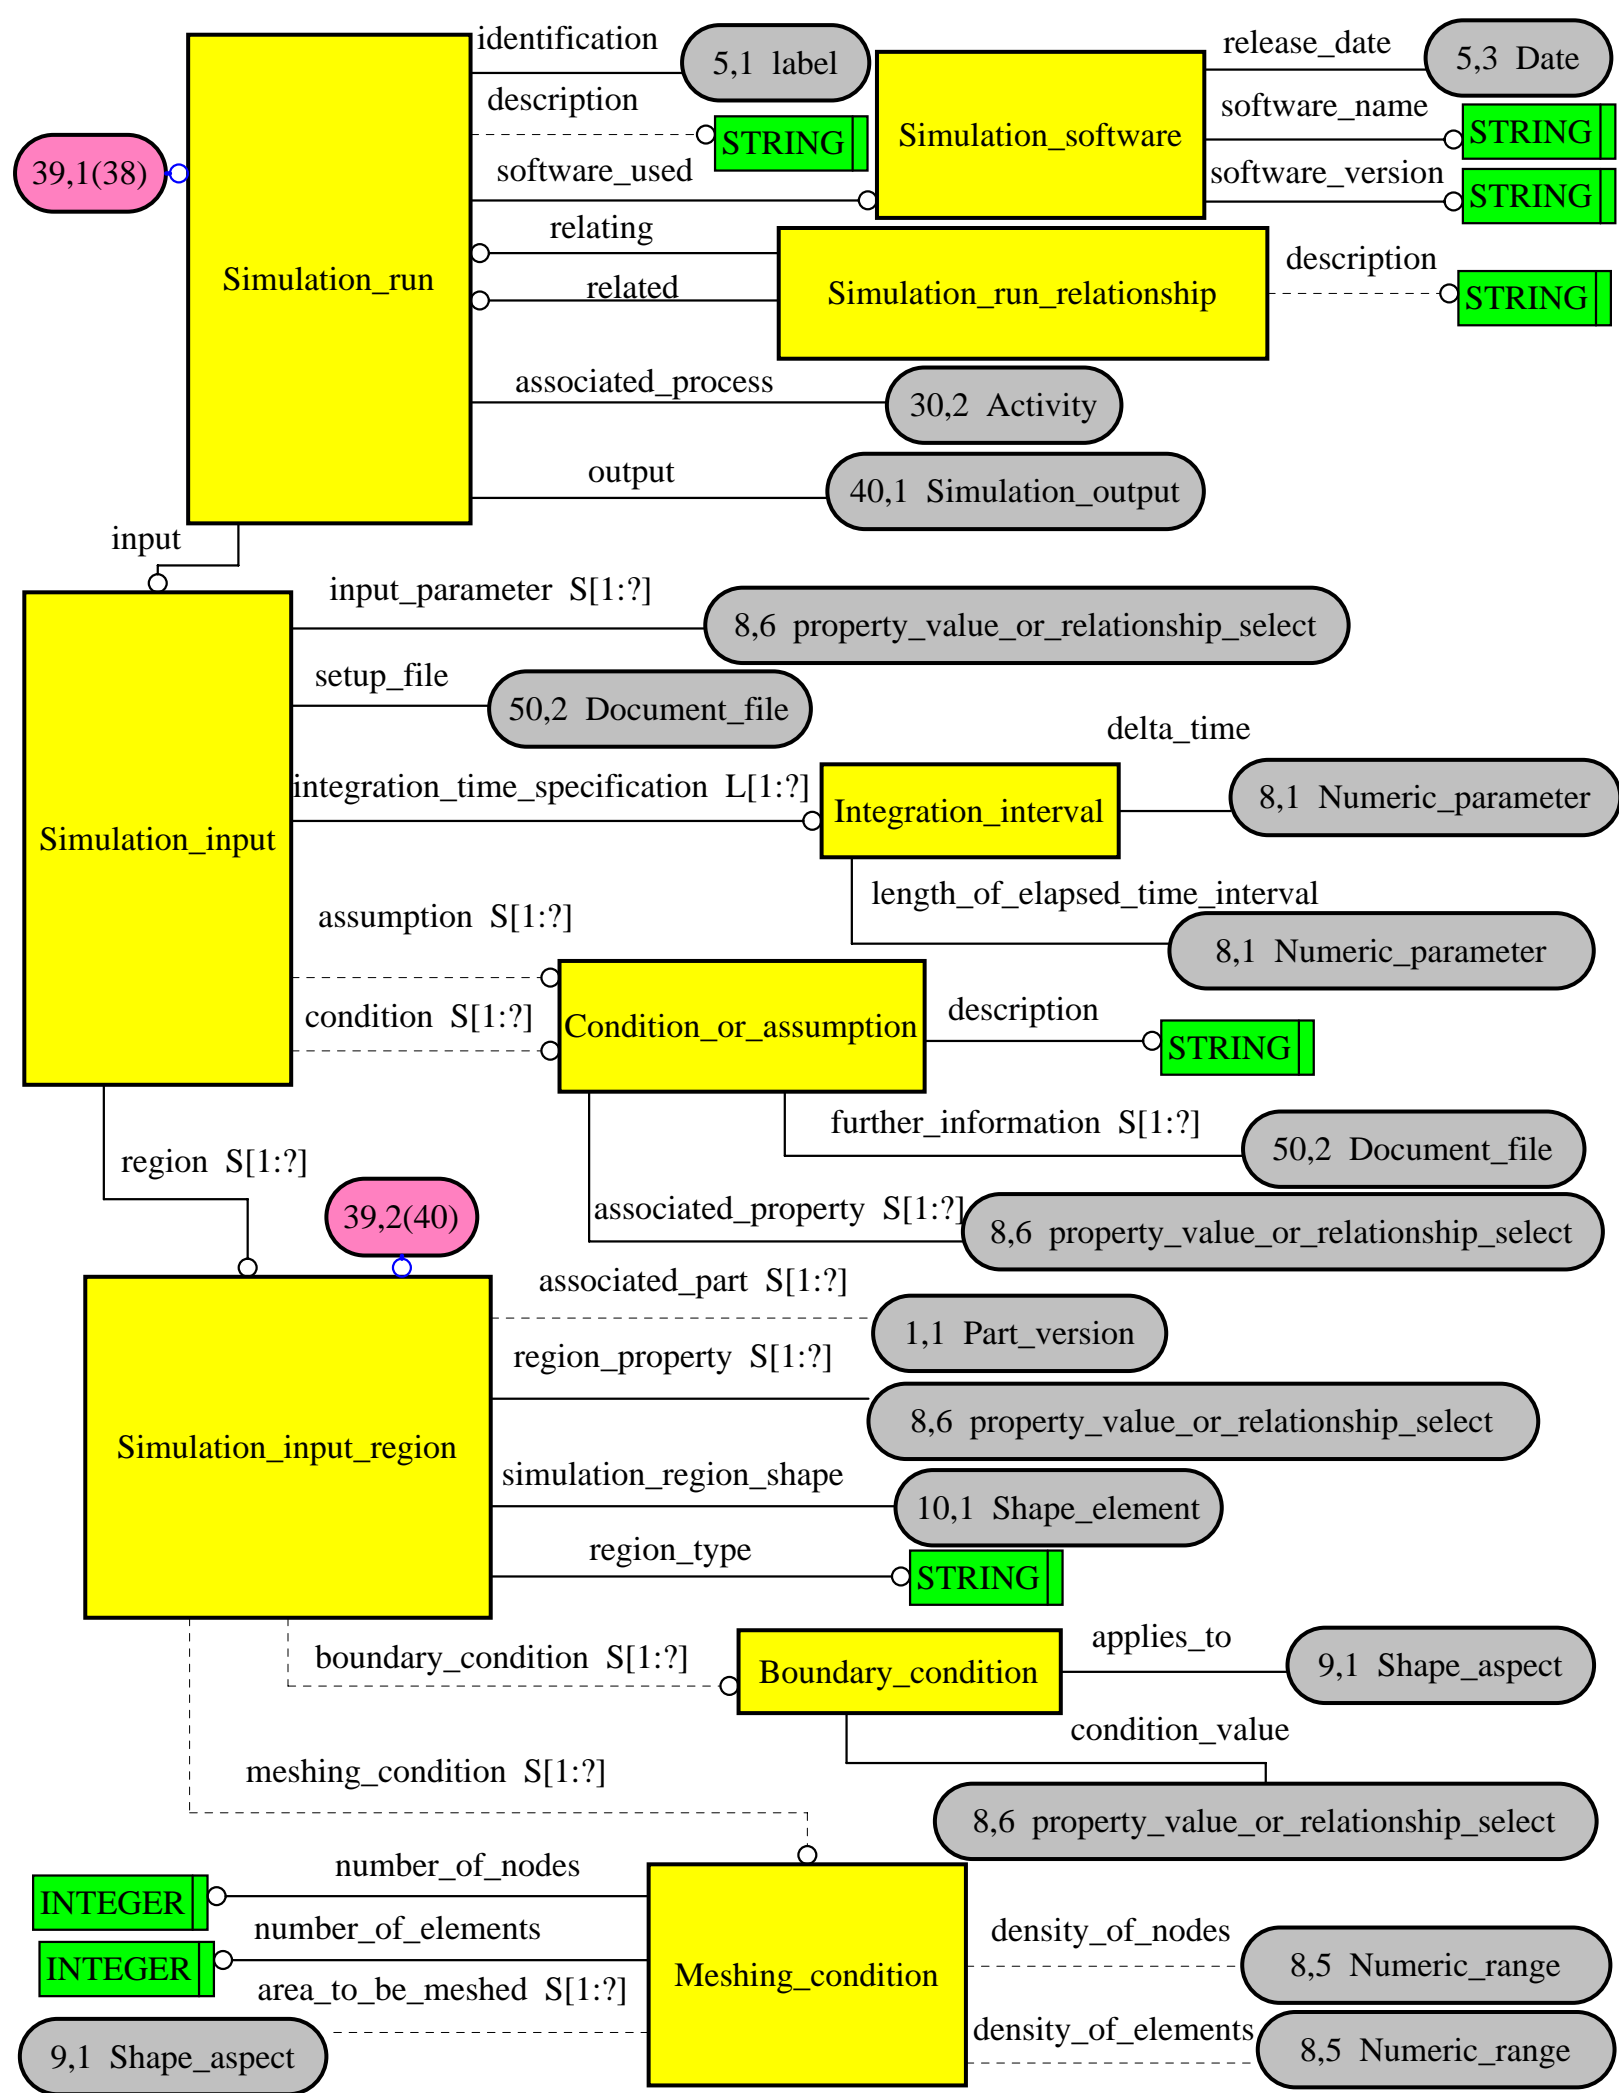 identification
5,1 label
release_date
5,3 Date
description
STRING
Simulation_software
software_name
STRING
software_used
software_version
STRING
39,1(38)
Simulation_run
relating
related
Simulation_run_relationship
description
STRING
associated_process
30,2 Activity
output
40,1 Simulation_output
input
input_parameter S[1:?]
8,6 property_value_or_relationship_select
setup_file
50,2 Document_file
delta_time
integration_time_specification L[1:?]
Integration_interval
8,1 Numeric_parameter
Simulation_input
length_of_elapsed_time_interval
8,1 Numeric_parameter
assumption S[1:?]
condition S[1:?]
Condition_or_assumption
description
STRING
further_information S[1:?]
50,2 Document_file
region S[1:?]
39,2(40)
associated_property S[1:?]
8,6 property_value_or_relationship_select
associated_part S[1:?]
1,1 Part_version
region_property S[1:?]
8,6 property_value_or_relationship_select
Simulation_input_region
simulation_region_shape
10,1 Shape_element
region_type
STRING
boundary_condition S[1:?]
Boundary_condition
applies_to
9,1 Shape_aspect
condition_value
meshing_condition S[1:?]
8,6 property_value_or_relationship_select
number_of_nodes
INTEGER
number_of_elements
INTEGER
area_to_be_meshed S[1:?]
9,1 Shape_aspect
Meshing_condition
density_of_nodes
8,5 Numeric_range
density_of_elements
8,5 Numeric_range